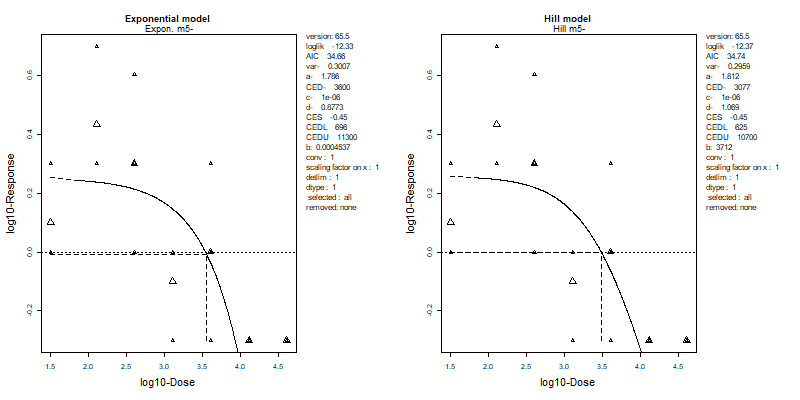 Exponential model
Expon. m5-
version: 65.5
loglik -12.33
AIC 34.66
var- 0.3007
a- 1.786
CED- 3600
c- 1e-06
d- 0.8773
CES -0.45
CEDL 696
CEDU 11300
b: 0.0004537
conv : 1
scaling factor on x : 1
detlim : 1
dtype : 1
selected : all
removed: none
log10-Response
0.6
0.4
0.2
0.0
-0.2
1.5 2.0 2.5 3.0 3.5 4.0 4.5
log10-Dose
Hill model
Hill m5-
version: 65.5
loglik -12.37
AIC 34.74
var- 0.2959
a- 1.812
CED- 3077
c- 1e-06
d- 1.069
CES -0.45
CEDL 625
CEDU 10700
b: 3712
conv : 1
scaling factor on x : 1
detlim : 1
dtype : 1
selected : all
removed: none
log10-Response
0.6
0.4
0.2
0.0
-0.2
1.5 2.0 2.5 3.0 3.5 4.0 4.5
log10-Dose